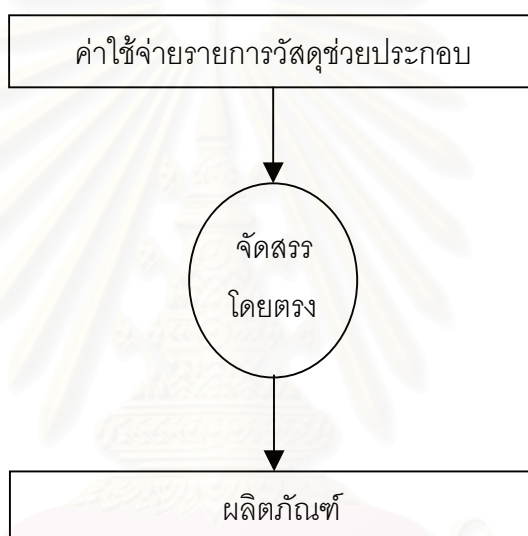 ค่าใช้จ่ายรายการวัสดุช่วยประกอบ
จัดสรร
โดยตรง
ผลิตภัณฑ์